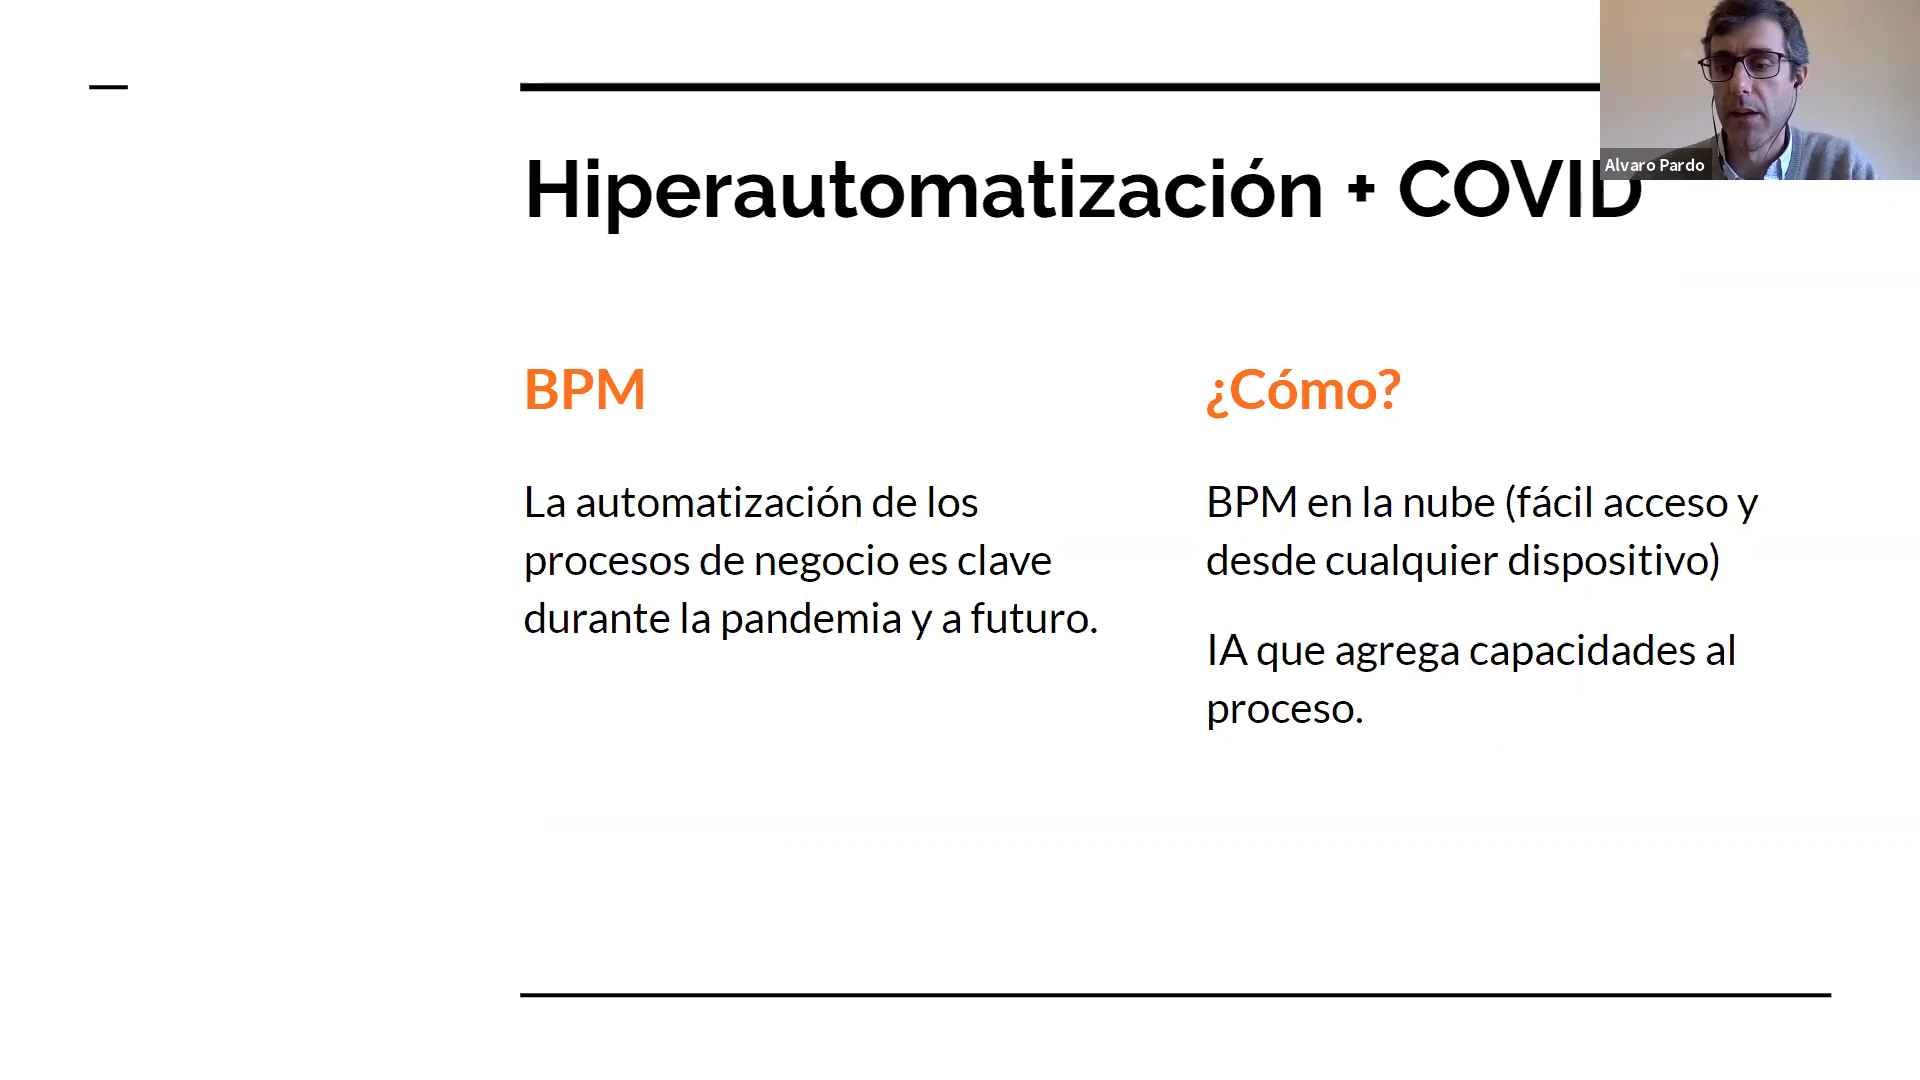 Alvaro Pardo
Hiperautomatización + COVID
BPM
La automatización de los
procesos de negocio es clave
durante la pandemia y a futuro.
¿Cómo?
BPM en la nube (fácil acceso y
desde cualquier dispositivo)
IA que agrega capacidades al
proceso.